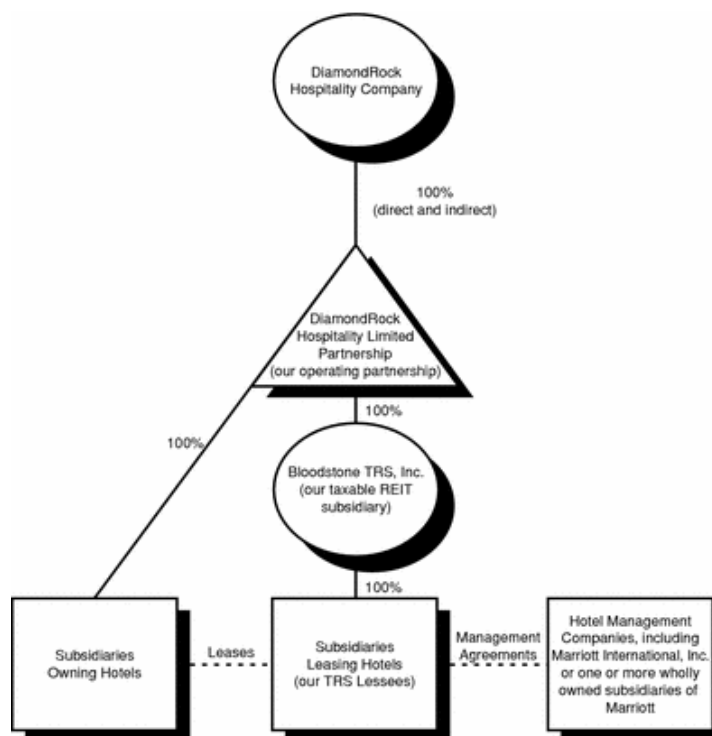 DiamondRock
Hospitality Company
100%
(direct and indirect)
DiamondRock
Hospitality Limited
Partnership
(our operating partnership)
100%
100%
Bloodstone TRS, Inc.
(our taxable REIT
subsidiary)
100%
Subsidiaries
Owning Hotels
Leases
Subsidiaries
Leasing Hotels
(our TRS Lessees)
Management
Agreements
Hotel Management
Companies, including
Marriott International, Inc.
or one or more wholly
owned subsidiaries of
Marriott